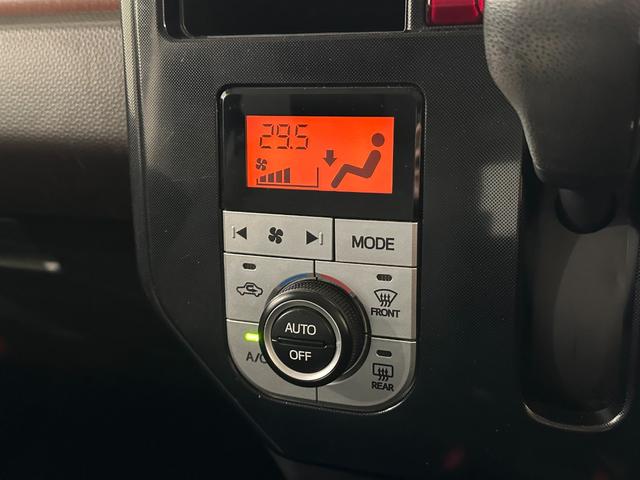 29.5
MODE
FRONT
AUTO
OFF
A/C
REAR